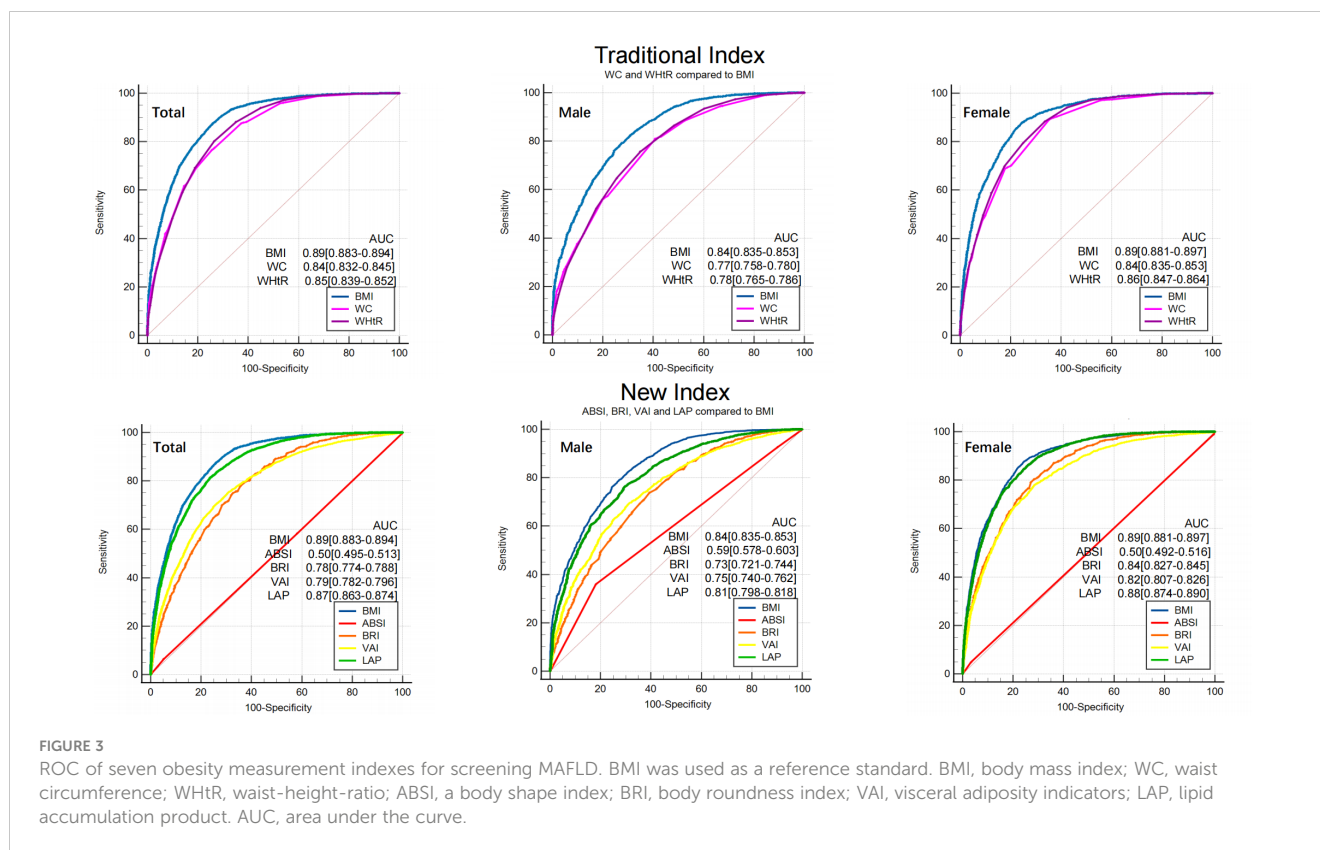 Traditional Index
WC and WHtR compared to BMI
Total
Sensitivity
100
80
60
40
20
0
AUC
BMI 0.89[0.883-0.894]
WC 0.84[0.832-0.845]
WHtR 0.85[0.839-0.852]
BMI
WC
WHtR
0 20 40 60 80 100
100-Specificity
Male
Sensitivity
100
80
60
40
20
0
AUC
BMI 0.84[0.835-0.853]
WC 0.77[0.758-0.780]
WHtR 0.78[0.765-0.786]
BMI
WC
WHtR
0 20 40 60 80 100
100-Specificity
Female
Sensitivity
100
80
60
40
20
0
AUC
BMI 0.89[0.881-0.897]
WC 0.84[0.835-0.853]
WHtR 0.86[0.847-0.864]
BMI
WC
WHtR
0 20 40 60 80 100
100-Specificity
New Index
ABSI, BRI, VAI and LAP compared to BMI
Total
Sensitivity
100
80
60
40
20
0
AUC
BMI 0.89[0.883-0.894]
ABSI 0.50[0.495-0.513]
BRI 0.78[0.774-0.788]
VAI 0.79[0.782-0.796]
LAP 0.87[0.863-0.874]
BMI
ABSI
BRI
VAI
LAP
0 20 40 60 80 100
100-Specificity
Male
Sensitivity
100
80
60
40
20
0
AUC
BMI 0.84[0.835-0.853]
ABSI 0.59[0.578-0.603]
BRI 0.73[0.721-0.744]
VAI 0.75[0.740-0.762]
LAP 0.81[0.798-0.818]
BMI
ABSI
BRI
VAI
LAP
0 20 40 60 80 100
100-Specificity
Female
Sensitivity
100
80
60
40
20
0
AUC
BMI 0.89[0.881-0.897]
ABSI 0.50[0.492-0.516]
BRI 0.84[0.827-0.845]
VAI 0.82[0.807-0.826]
LAP 0.88[0.874-0.890]
BMI
ABSI
BRI
VAI
LAP
0 20 40 60 80 100
100-Specificity
FIGURE 3
ROC of seven obesity measurement indexes for screening MAFLD. BMI was used as a reference standard. BMI, body mass index; WC, waist
circumference; WHtR, waist-height-ratio; ABSI, a body shape index; BRI, body roundness index; VAI, visceral adiposity indicators; LAP, lipid
accumulation product. AUC, area under the curve.